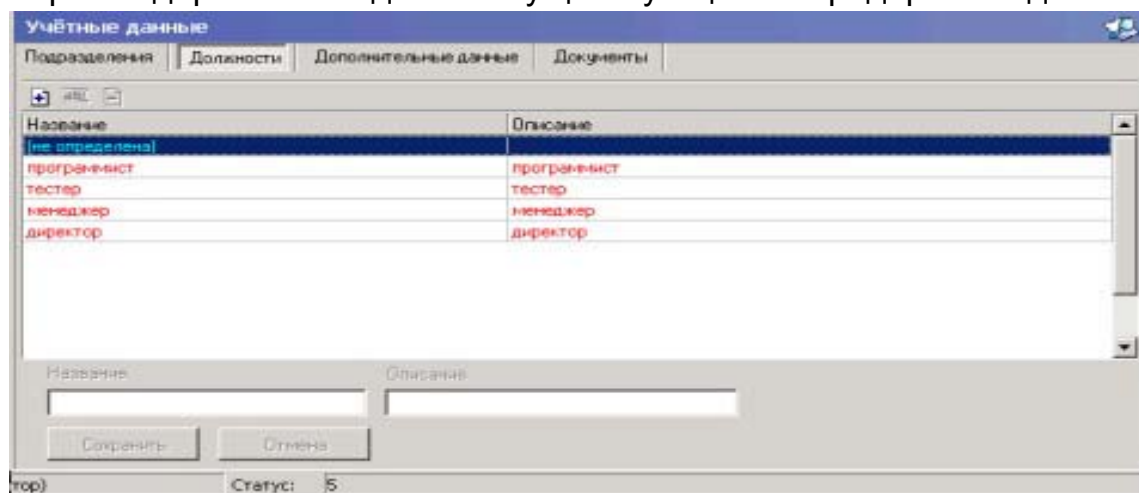 Учётные данные
Подразделения Должности Дополнительные данные Документы
Название Описание
[не определена]
программист программист
тестер тестер
менеджер менеджер
директор директор
Название Описание
Сохранить Отмена
тор) Статус: 5